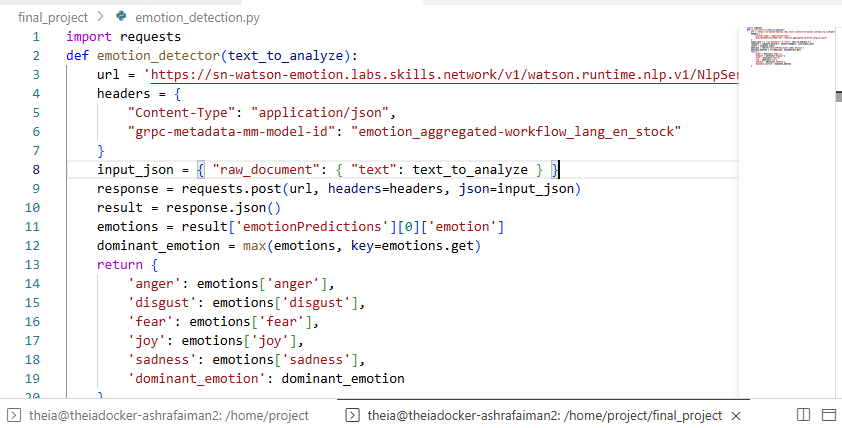 final_project > emotion_detection.py
1 import requests
2 def emotion_detector(text_to_analyze):
3     url = 'https://sn-watson-emotion.labs.skills.network/v1/watson.runtime.nlp.v1/NlpSer
4     headers = {
5         "Content-Type": "application/json",
6         "grpc-metadata-mm-model-id": "emotion_aggregated-workflow_lang_en_stock"
7     }
8     input_json = { "raw_document": { "text": text_to_analyze } }
9     response = requests.post(url, headers=headers, json=input_json)
10     result = response.json()
11     emotions = result['emotionPredictions'][0]['emotion']
12     dominant_emotion = max(emotions, key=emotions.get)
13     return {
14         'anger': emotions['anger'],
15         'disgust': emotions['disgust'],
16         'fear': emotions['fear'],
17         'joy': emotions['joy'],
18         'sadness': emotions['sadness'],
19         'dominant_emotion': dominant_emotion
20     }
theia@theiadocker-ashrafaiman2: /home/project
theia@theiadocker-ashrafaiman2: /home/project/final_project ×